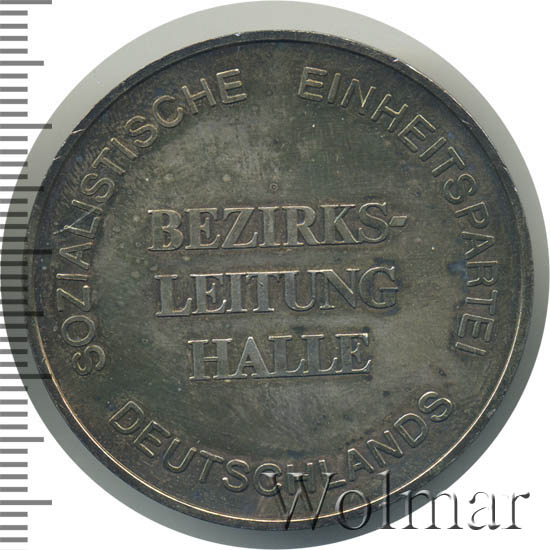 SOZIALISTISCHE EINHEITSPARTEI
DEUTSCHLANDS
BEZIRKS-
LEITUNG
HALLE
Wolmar